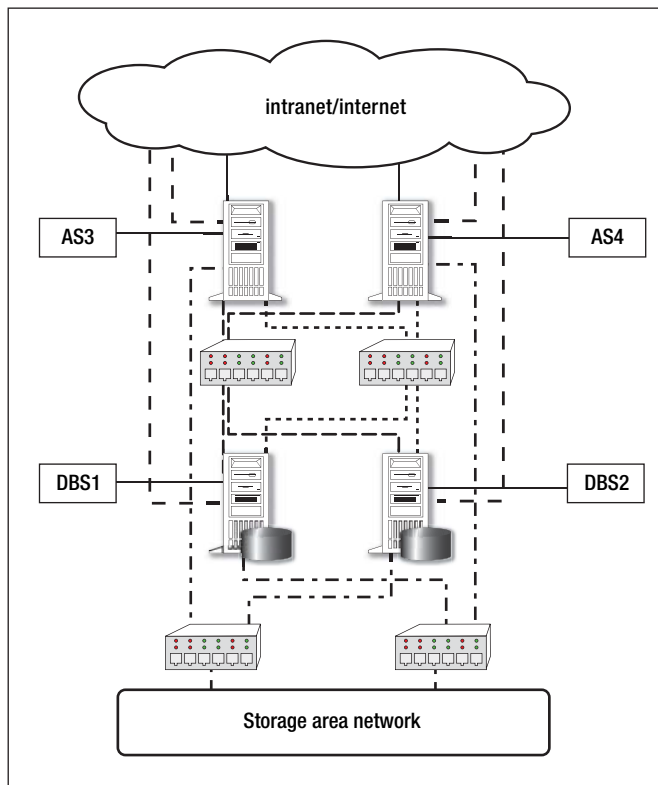 intranet/internet
AS3
AS4
DBS1
DBS2
Storage area network